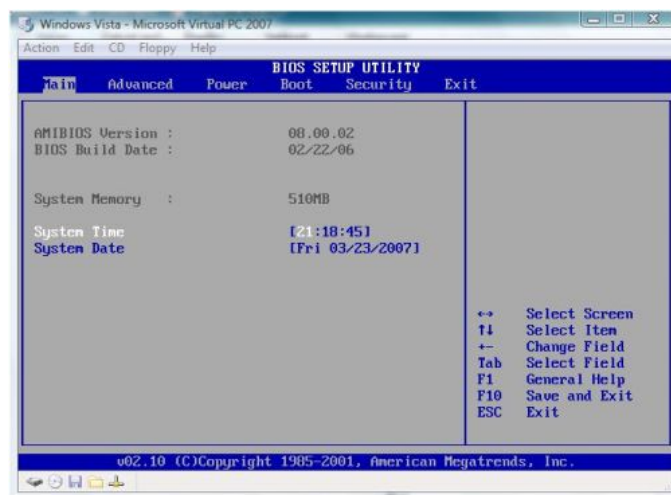 Windows Vista - Microsoft Virtual PC 2007
Action Edit CD Floppy Help
BIOS SETUP UTILITY
Main Advanced Power Boot Security Exit
AMIBIOS Version : 08.00.02
BIOS Build Date : 02/22/06
System Memory : 510MB
System Time [21:18:45]
System Date [Fri 03/23/2007]
↔ Select Screen
↑↓ Select Item
+- Change Field
Tab Select Field
F1 General Help
F10 Save and Exit
ESC Exit
v02.10 (C)Copyright 1985-2001, American Megatrends, Inc.